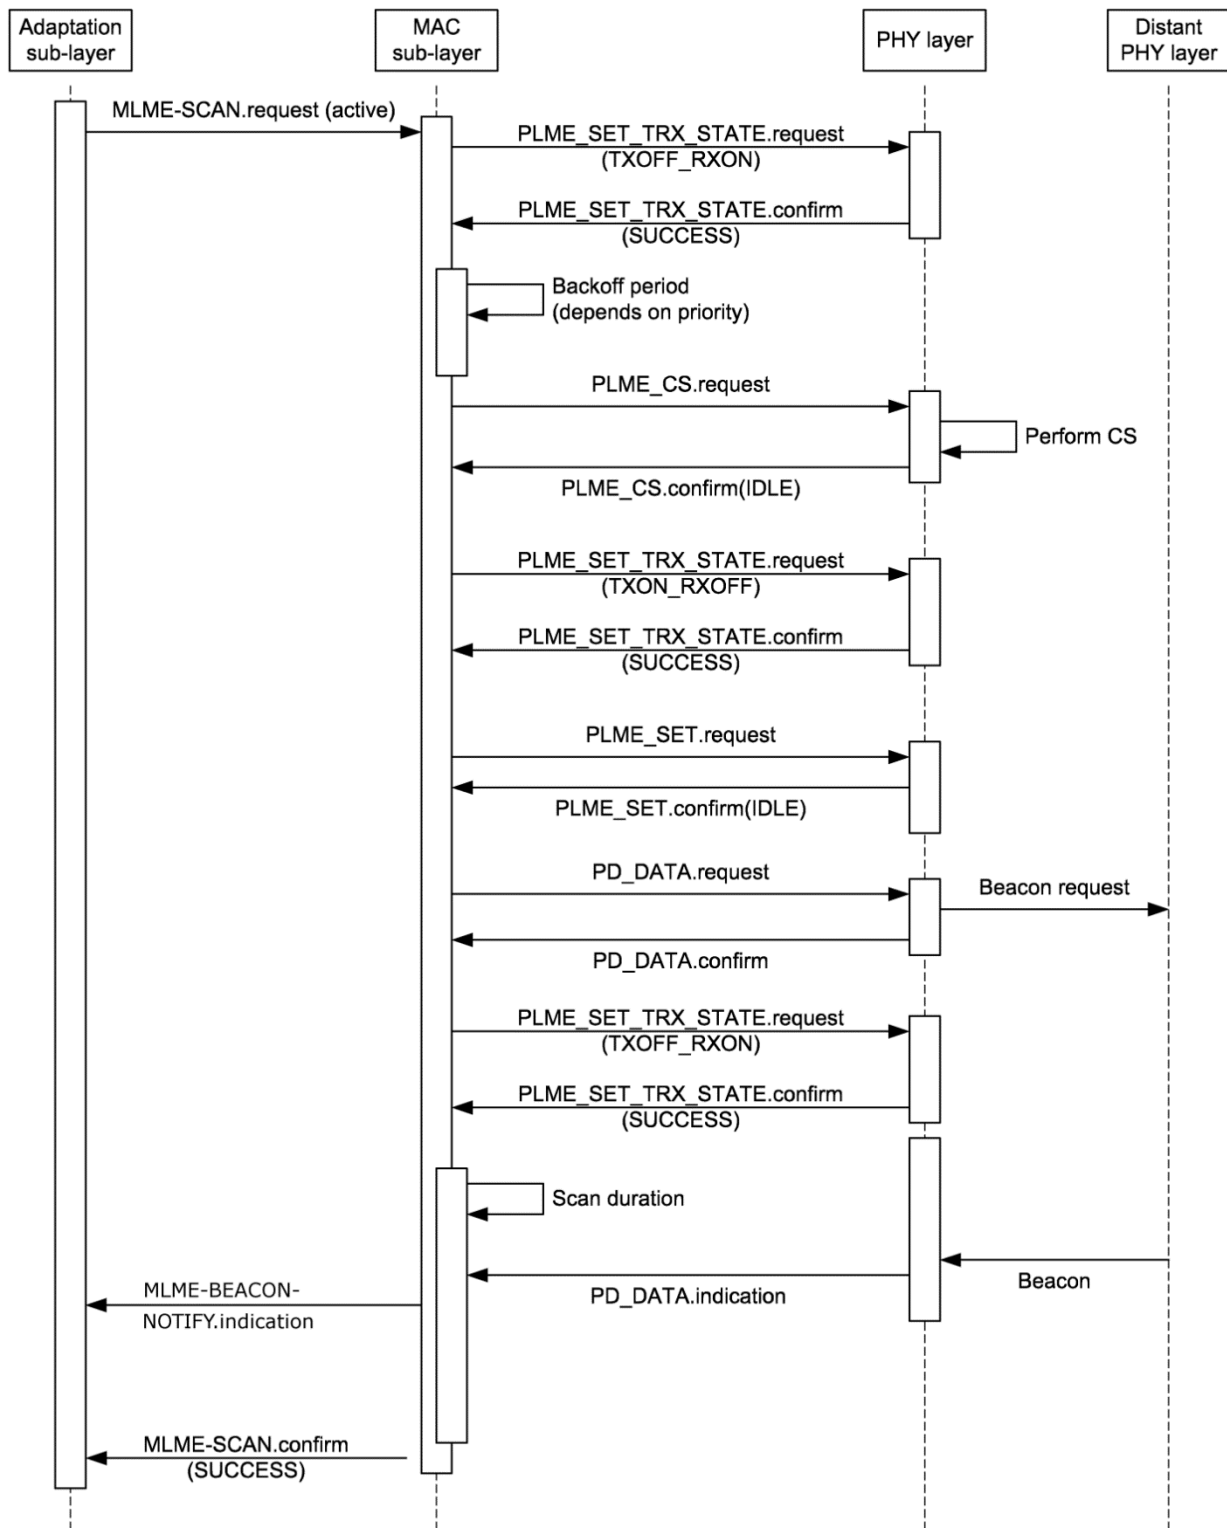 Adaptation
sub-layer
MAC
sub-layer
PHY layer
Distant
PHY layer
MLME-SCAN.request (active)
PLME_SET_TRX_STATE.request
(TXOFF_RXON)
PLME_SET_TRX_STATE.confirm
(SUCCESS)
Backoff period
(depends on priority)
PLME_CS.request
Perform CS
PLME_CS.confirm(IDLE)
PLME_SET_TRX_STATE.request
(TXON_RXOFF)
PLME_SET_TRX_STATE.confirm
(SUCCESS)
PLME_SET.request
PLME_SET.confirm(IDLE)
PD_DATA.request
Beacon request
PD_DATA.confirm
PLME_SET_TRX_STATE.request
(TXOFF_RXON)
PLME_SET_TRX_STATE.confirm
(SUCCESS)
Scan duration
Beacon
PD_DATA.indication
MLME-BEACON-
NOTIFY.indication
MLME-SCAN.confirm
(SUCCESS)